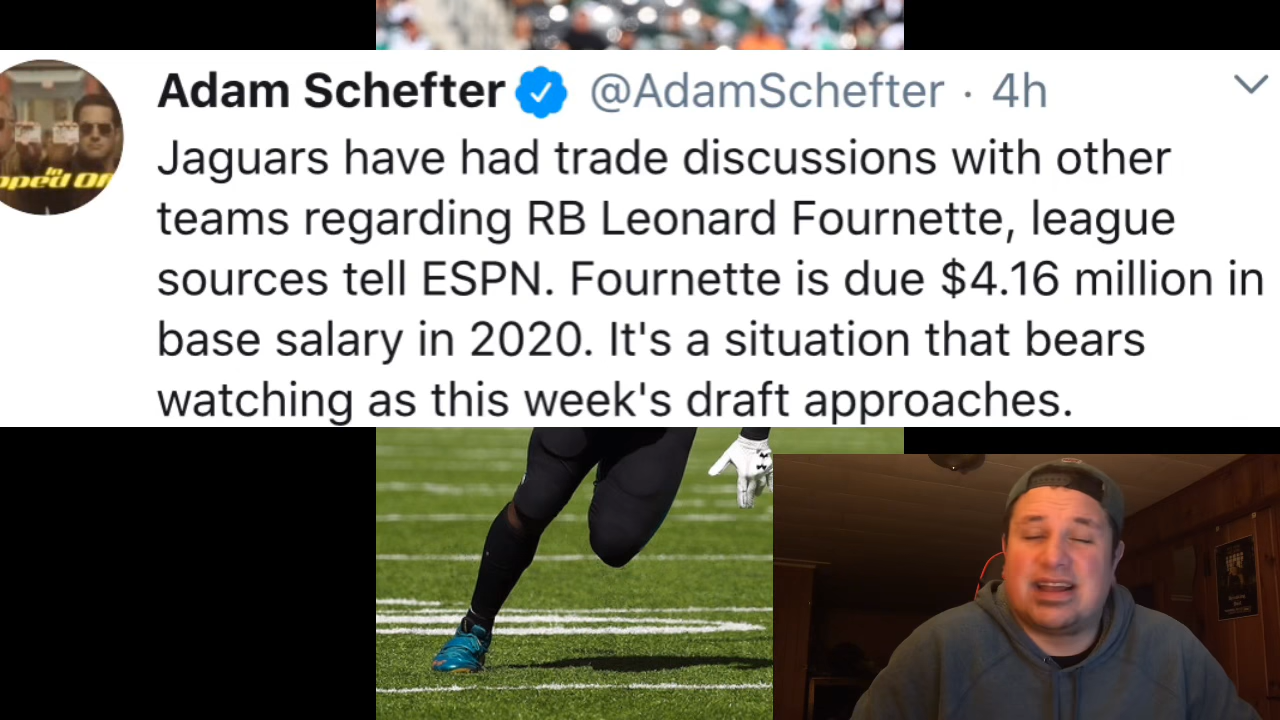 Adam Schefter @AdamSchefter · 4h
Jaguars have had trade discussions with other
teams regarding RB Leonard Fournette, league
sources tell ESPN. Fournette is due $4.16 million in
base salary in 2020. It's a situation that bears
watching as this week's draft approaches.